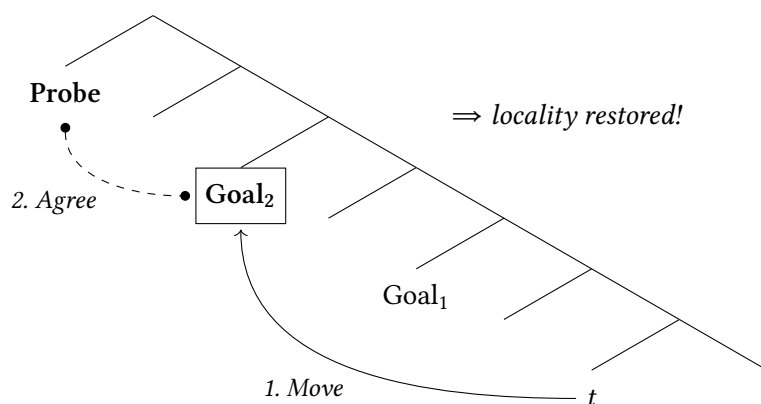 Probe
⟹ locality restored!
2. Agree
Goal₂
Goal₁
1. Move
t